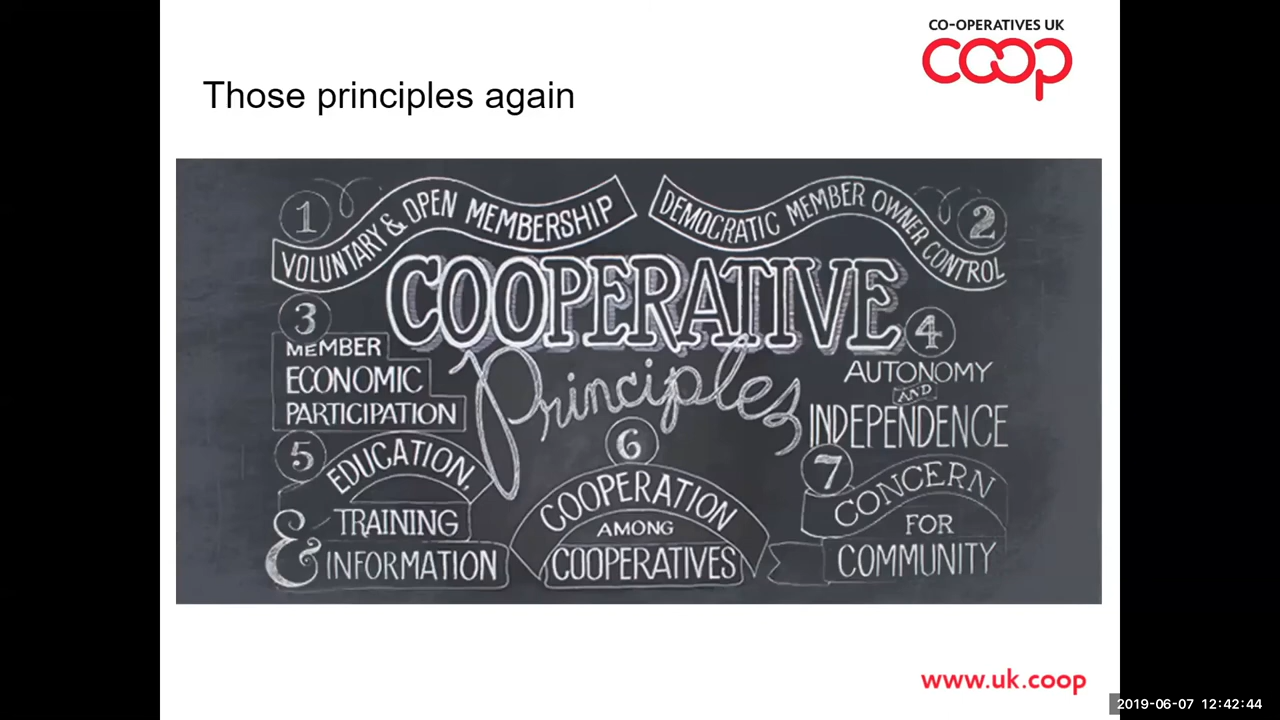 CO-OPERATIVES UK
coop
Those principles again
1
VOLUNTARY & OPEN MEMBERSHIP
DEMOCRATIC MEMBER OWNER CONTROL
2
COOPERATIVE
Principles
3
MEMBER
ECONOMIC
PARTICIPATION
4
AUTONOMY
AND
INDEPENDENCE
5
EDUCATION,
TRAINING
& INFORMATION
6
COOPERATION
AMONG
COOPERATIVES
7
CONCERN
FOR
COMMUNITY
www.uk.coop
2019-06-07 12:42:44